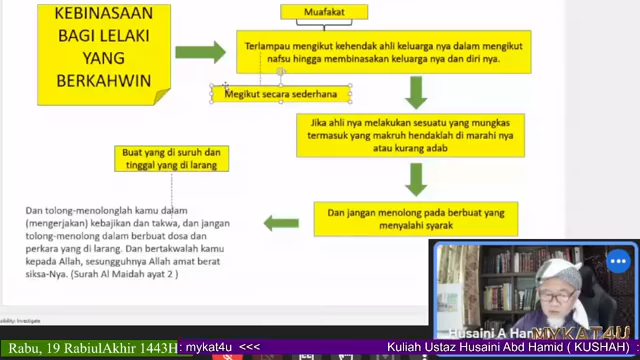 KEBINASAAN
BAGI LELAKI
YANG
BERKAHWIN
Muafakat
Terlampau mengikut kehendak ahli keluarga nya dalam mengikut
nafsu hingga membinasakan keluarga nya dan diri nya.
Megikut secara sederhana
Jika ahli nya melakukan sesuatu yang mungkas
termasuk yang makruh hendaklah di marahi nya
atau kurang adab
Buat yang di suruh dan
tinggal yang di larang
Dan jangan menolong pada berbuat yang
menyalahi syarak
Dan tolong-menolonglah kamu dalam
(mengerjakan) kebajikan dan takwa, dan jangan
tolong-menolong dalam berbuat dosa dan
perkara yang di larang. Dan bertakwalah kamu
kepada Allah, sesungguhnya Allah amat berat
siksa-Nya. (Surah Al Maidah ayat 2 )
Husaini A Ham
MYKAT4U
Rabu, 19 RabiulAkhir 1443H : mykat4u <<< Kuliah Ustaz Husaini Abd Hamid ( KUSHAH) :